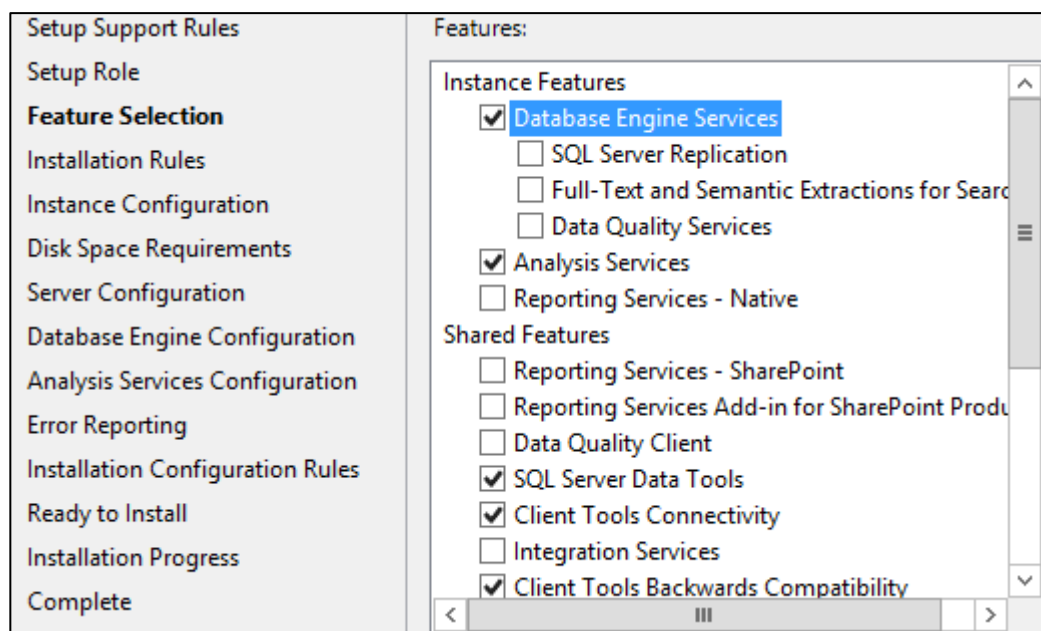 Setup Support Rules
Setup Role
Feature Selection
Installation Rules
Instance Configuration
Disk Space Requirements
Server Configuration
Database Engine Configuration
Analysis Services Configuration
Error Reporting
Installation Configuration Rules
Ready to Install
Installation Progress
Complete
Features:
Instance Features
Database Engine Services
SQL Server Replication
Full-Text and Semantic Extractions for Searc
Data Quality Services
Analysis Services
Reporting Services - Native
Shared Features
Reporting Services - SharePoint
Reporting Services Add-in for SharePoint Produ
Data Quality Client
SQL Server Data Tools
Client Tools Connectivity
Integration Services
Client Tools Backwards Compatibility